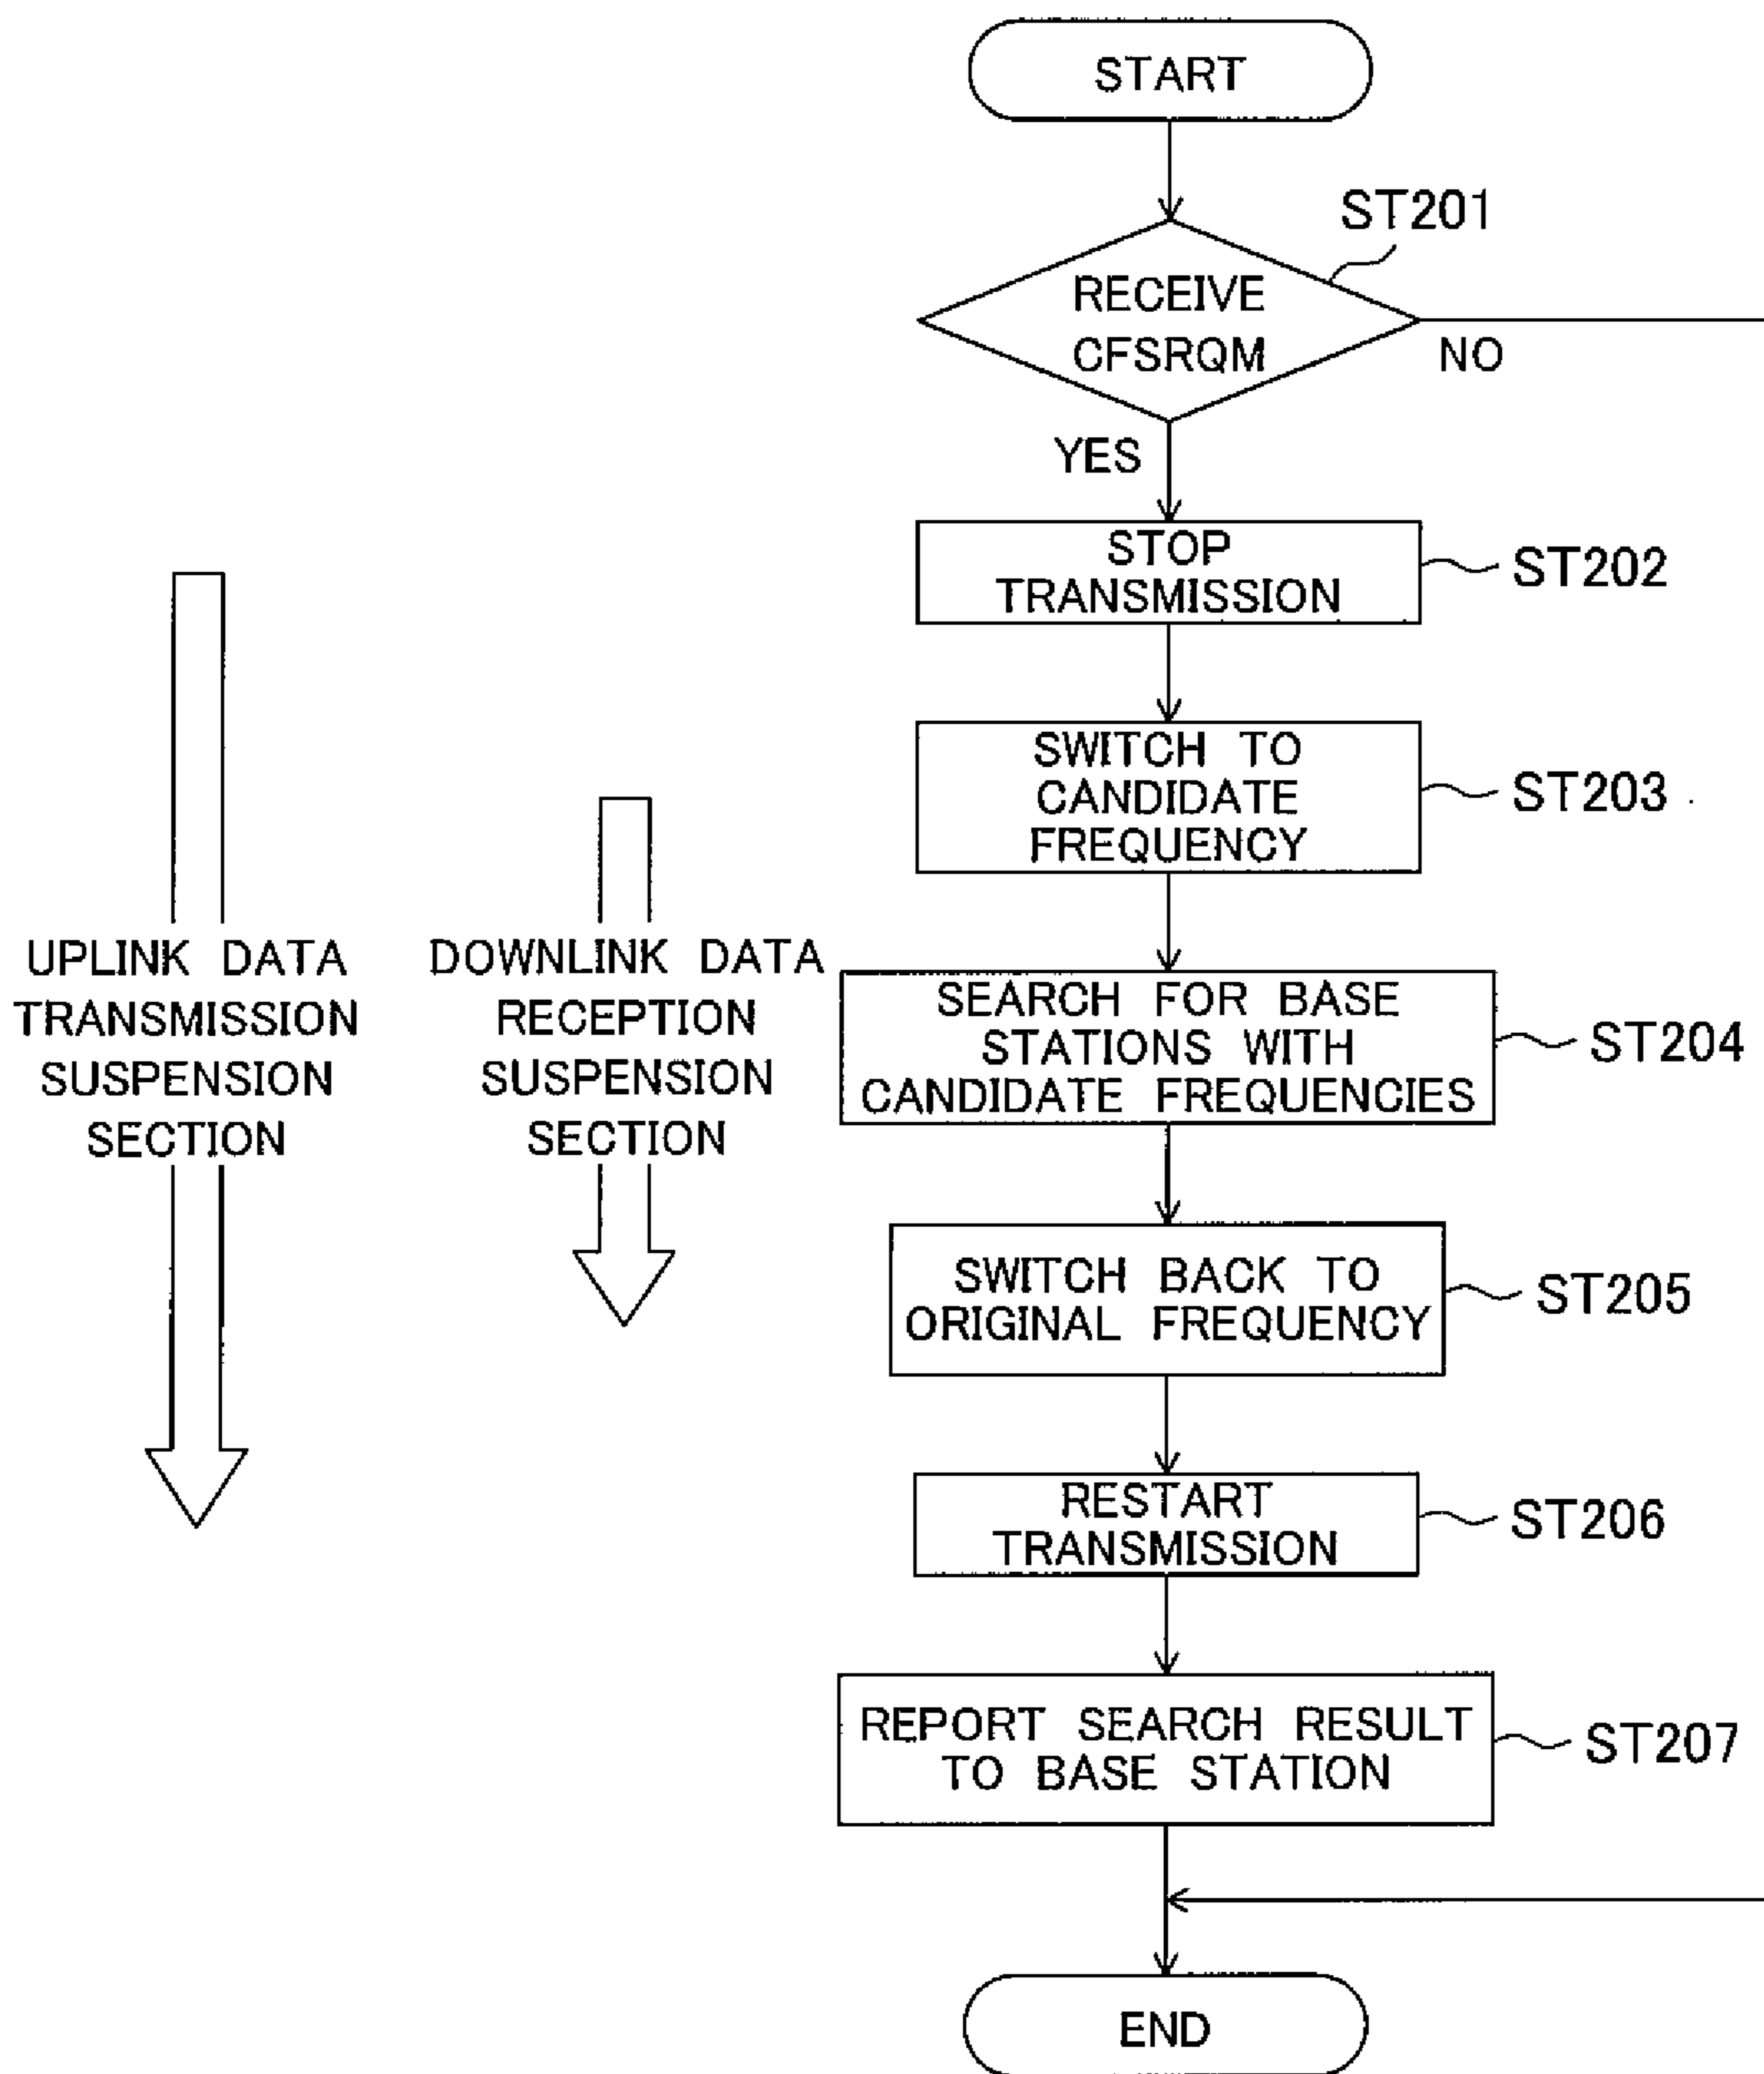 START
ST201
RECEIVE
CFSRQM
NO
YES
STOP
TRANSMISSION
ST202
SWITCH TO
CANDIDATE
FREQUENCY
ST203
UPLINK DATA
TRANSMISSION
SUSPENSION
SECTION
DOWNLINK DATA
RECEPTION
SUSPENSION
SECTION
SEARCH FOR BASE
STATIONS WITH
CANDIDATE FREQUENCIES
ST204
SWITCH BACK TO
ORIGINAL FREQUENCY
ST205
RESTART
TRANSMISSION
ST206
REPORT SEARCH RESULT
TO BASE STATION
ST207
END